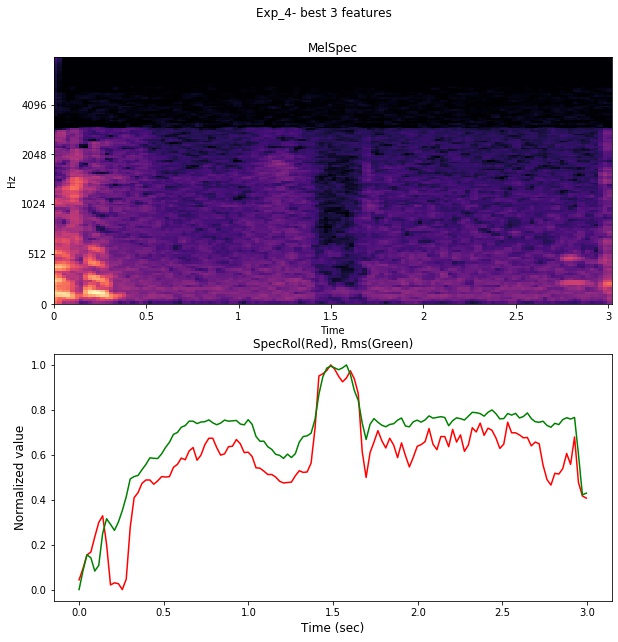 Exp_4- best 3 features
MelSpec
4096
2048
1024
512
0
Hz
0 0.5 1 1.5 2 2.5 3
Time
SpecRol(Red), Rms(Green)
1.0
0.8
0.6
0.4
0.2
0.0
Normalized value
0.0 0.5 1.0 1.5 2.0 2.5 3.0
Time (sec)